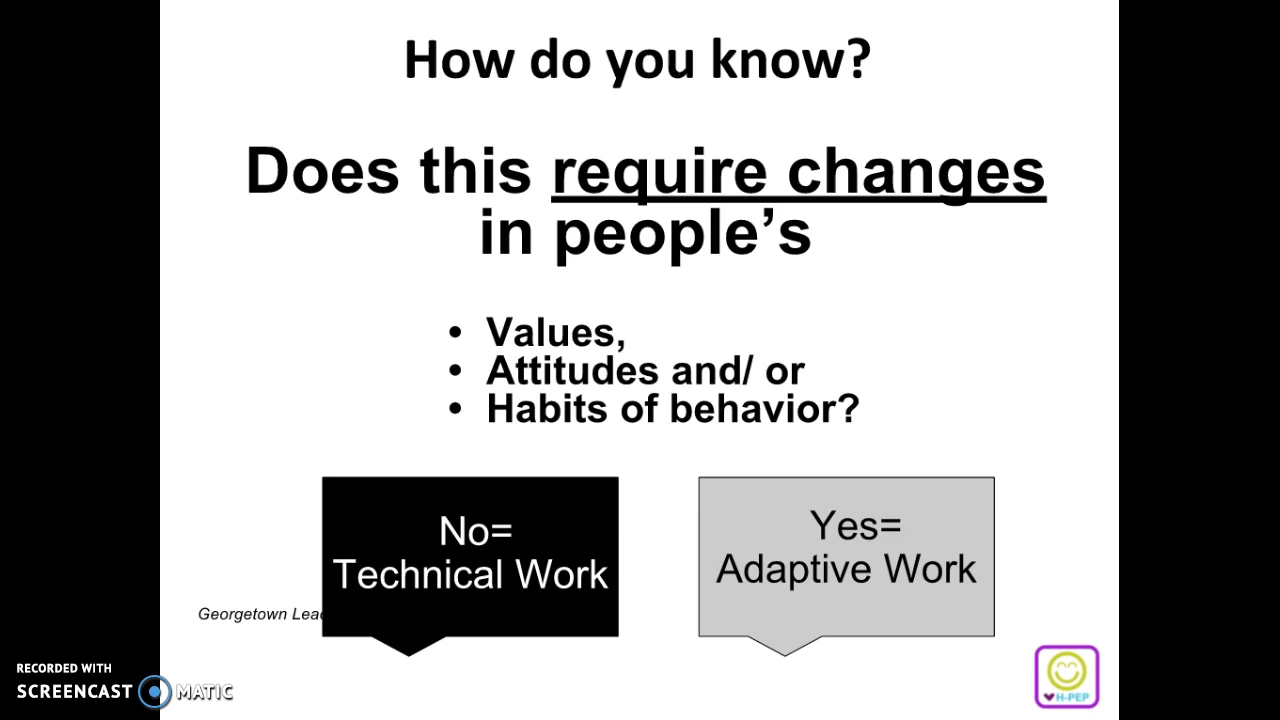 How do you know?
Does this require changes
in people's
• Values,
• Attitudes and/ or
• Habits of behavior?
No=
Technical Work
Yes=
Adaptive Work
Georgetown
H-PEP
RECORDED WITH
SCREENCAST MATIC